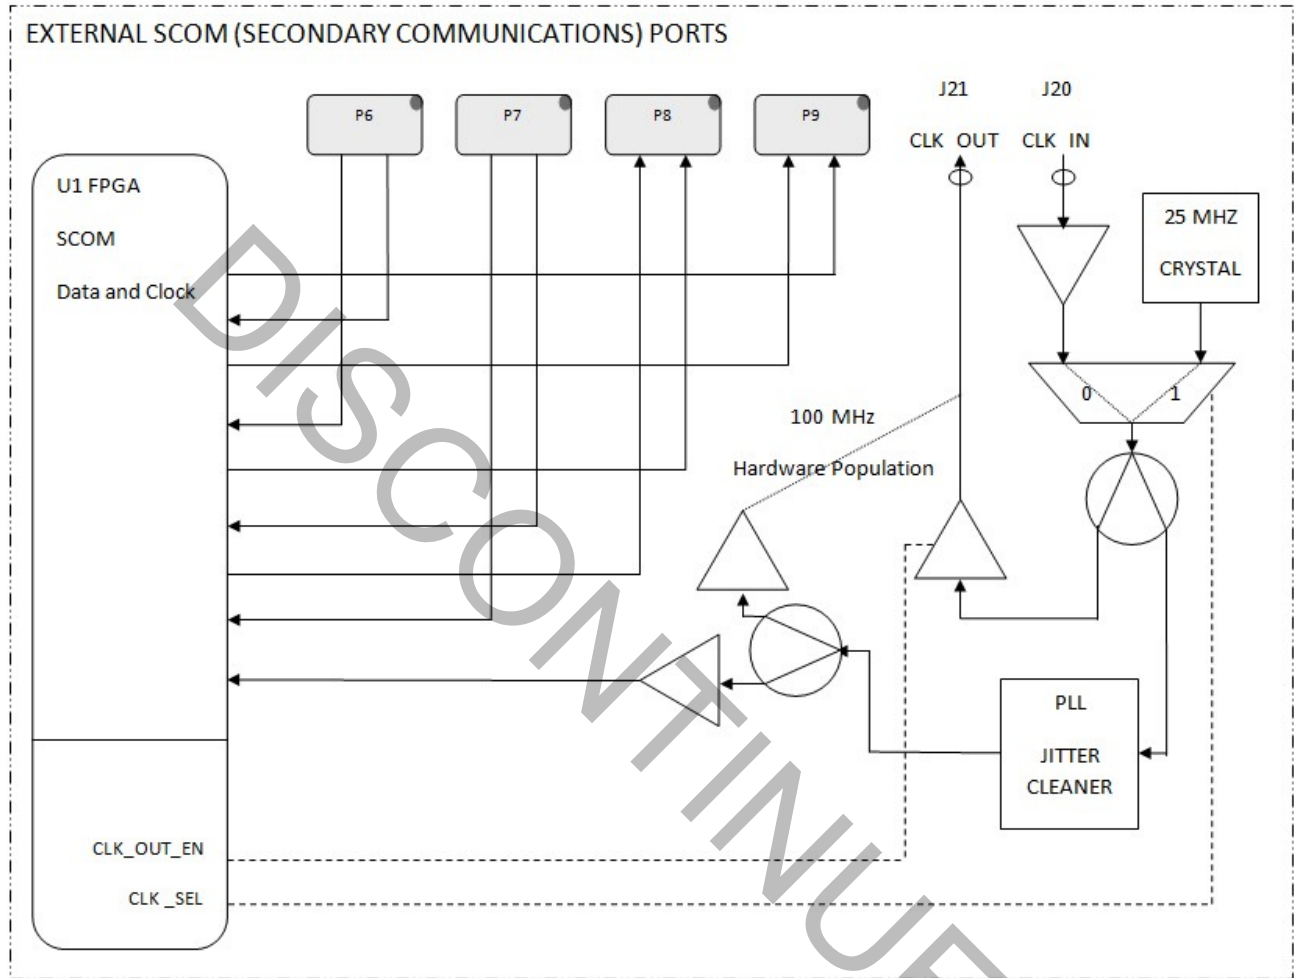 EXTERNAL SCOM (SECONDARY COMMUNICATIONS) PORTS
P6
P7
P8
P9
J21
J20
CLK OUT
CLK IN
U1 FPGA
SCOM
Data and Clock
25 MHZ
CRYSTAL
0
1
100 MHz
Hardware Population
PLL
JITTER
CLEANER
CLK_OUT_EN
CLK _SEL
DISCONTINUE